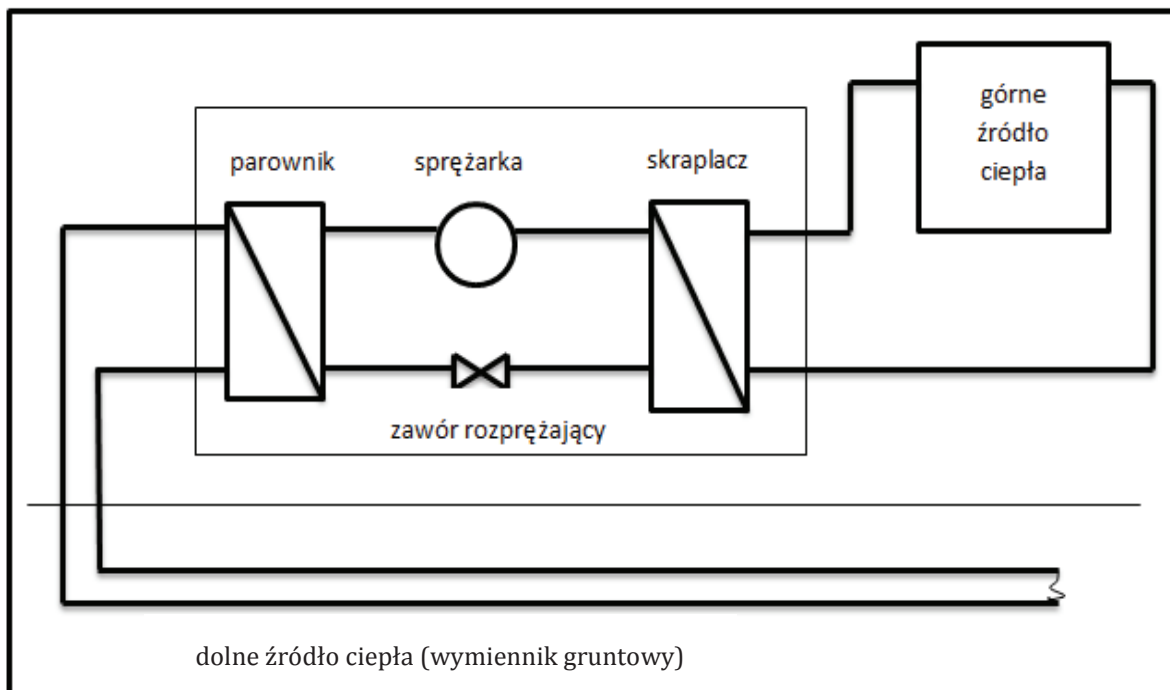 górne
źródło
ciepła
parownik
sprężarka
skraplacz
zawór rozprężający
dolne źródło ciepła (wymiennik gruntowy)